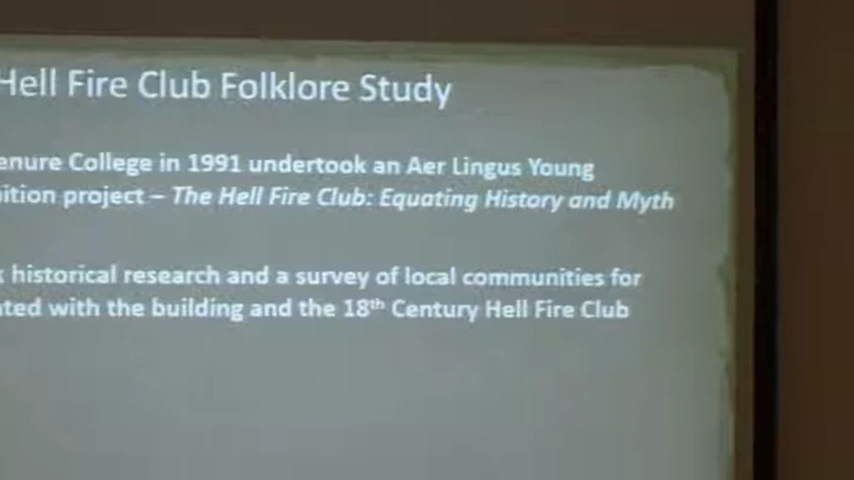 Hell Fire Club Folklore Study
enure College in 1991 undertook an Aer Lingus Young
ition project – The Hell Fire Club: Equating History and Myth
historical research and a survey of local communities for
ted with the building and the 18th Century Hell Fire Club